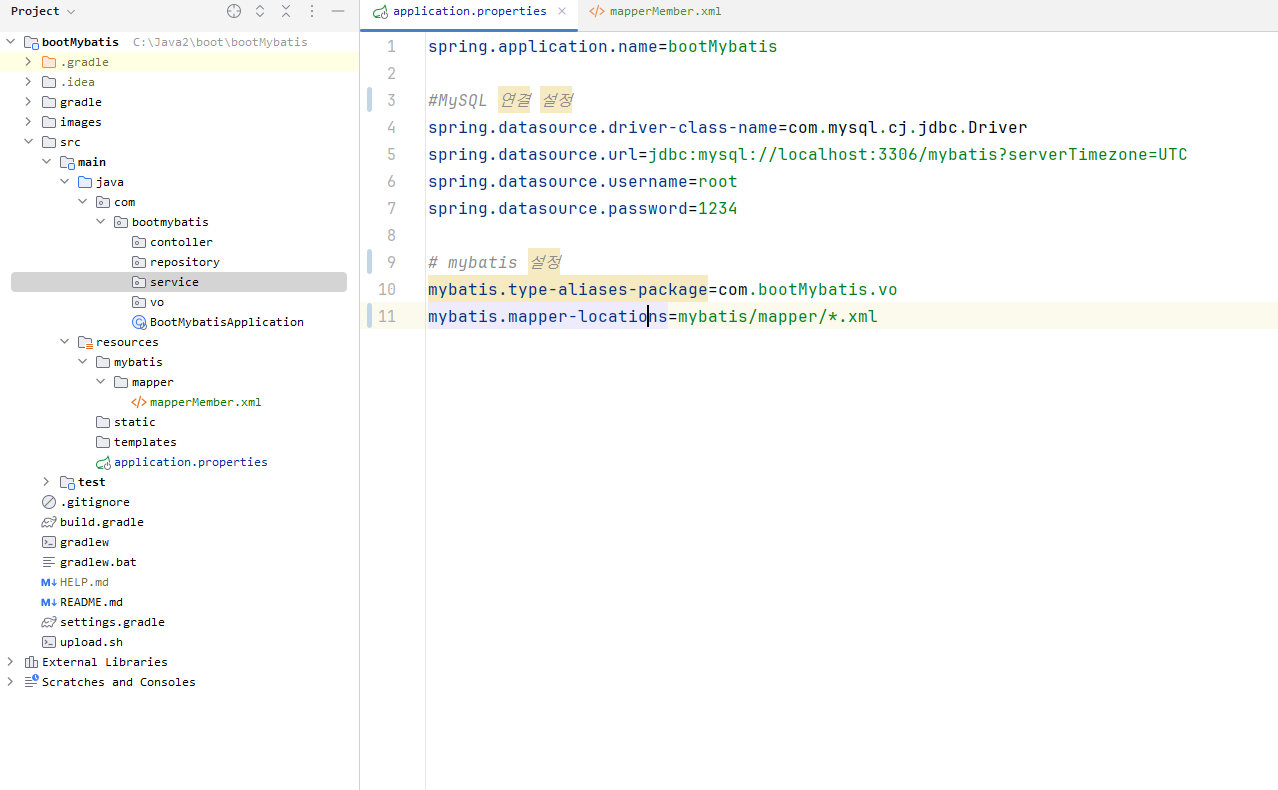 Project
bootMybatis C:\Java2\boot\bootMybatis
.gradle
.idea
gradle
images
src
main
java
com
bootmybatis
contoller
repository
service
vo
BootMybatisApplication
resources
mybatis
mapper
mapperMember.xml
static
templates
application.properties
test
.gitignore
build.gradle
gradlew
gradlew.bat
HELP.md
README.md
settings.gradle
upload.sh
External Libraries
Scratches and Consoles
application.properties mapperMember.xml
1 spring.application.name=bootMybatis
2
3 #MySQL 연결 설정
4 spring.datasource.driver-class-name=com.mysql.cj.jdbc.Driver
5 spring.datasource.url=jdbc:mysql://localhost:3306/mybatis?serverTimezone=UTC
6 spring.datasource.username=root
7 spring.datasource.password=1234
8
9 # mybatis 설정
10 mybatis.type-aliases-package=com.bootMybatis.vo
11 mybatis.mapper-locations=mybatis/mapper/*.xml